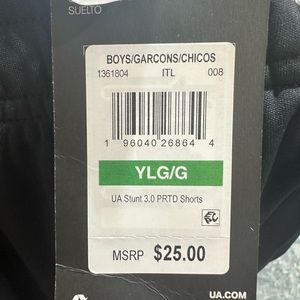 SUELTO
BOYS/GARCONS/CHICOS
1361804 ITL 008
1 96040 26864 4
YLG/G
UA Stunt 3.0 PRTD Shorts
MSRP $25.00
UA.COM